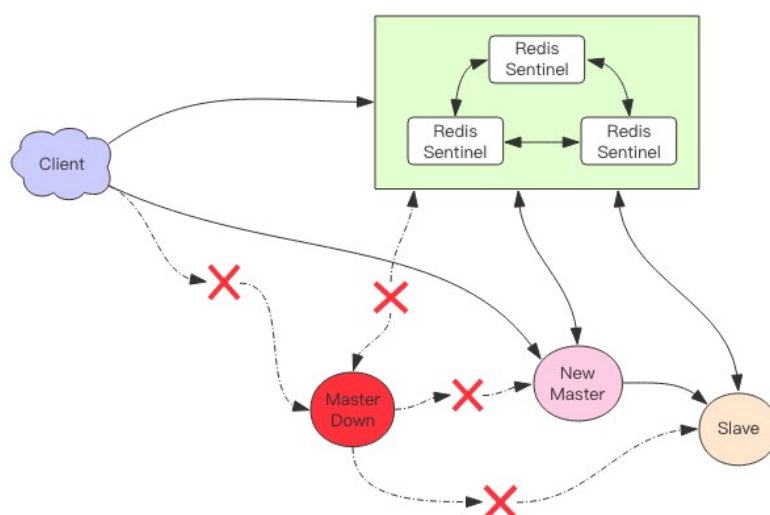 Redis
Sentinel
Redis
Sentinel
Redis
Sentinel
Client
New
Master
Master
Down
Slave